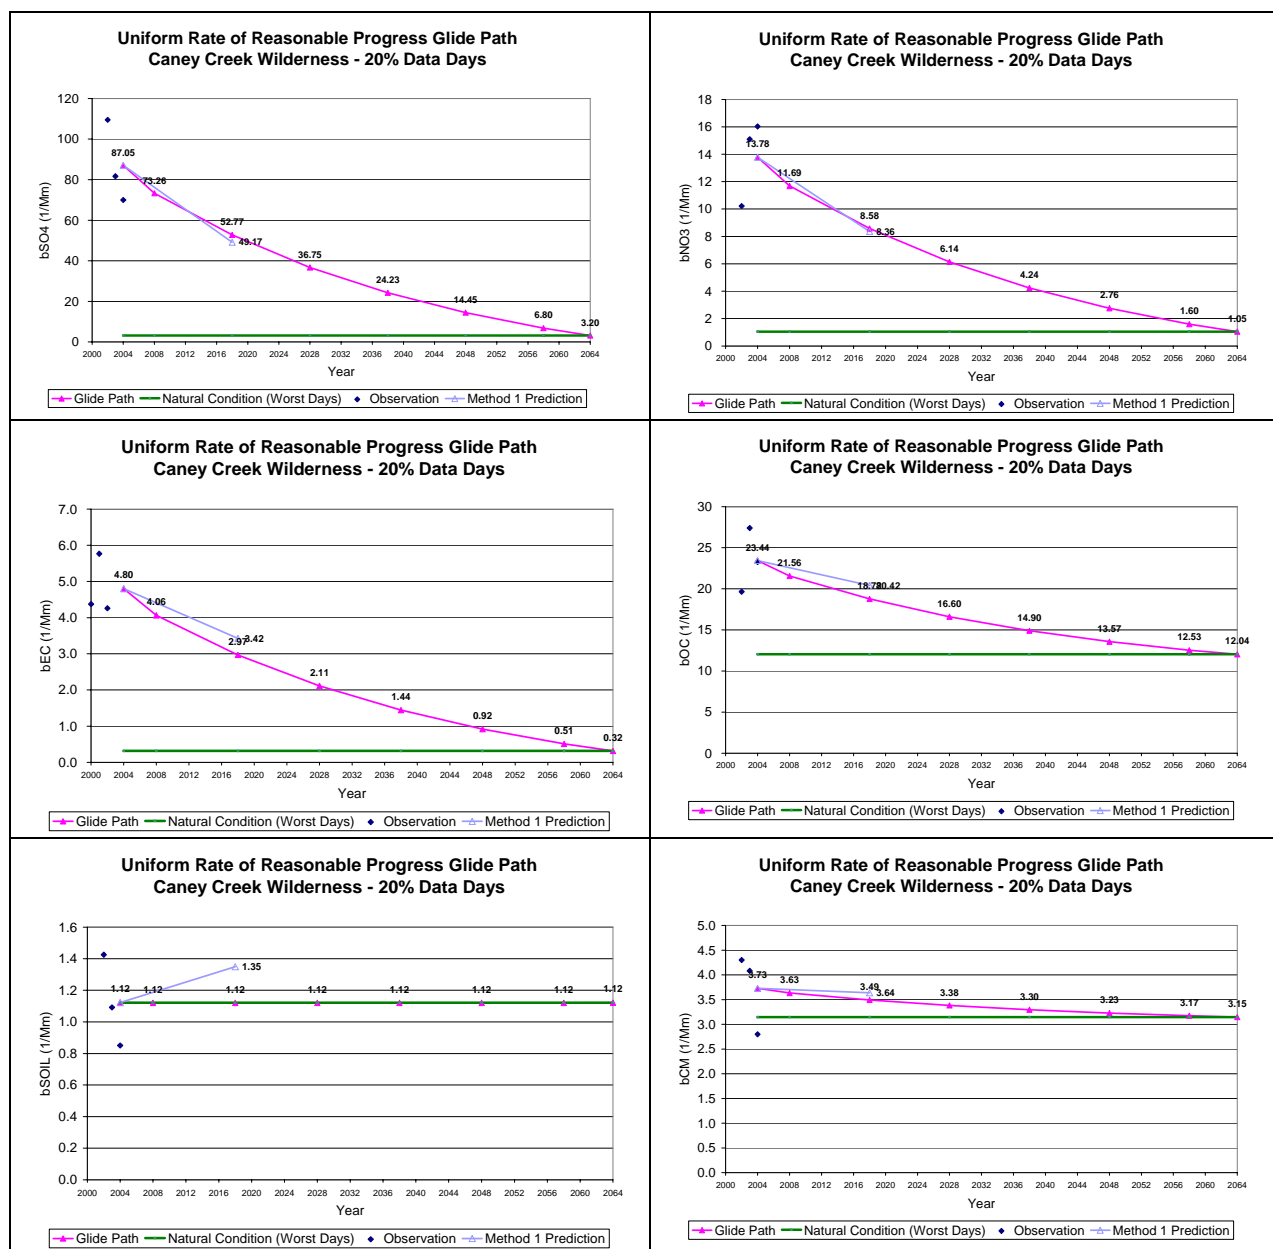 Uniform Rate of Reasonable Progress Glide Path
Caney Creek Wilderness - 20% Data Days
120
100
80
60
40
20
0
bSO4 (1/Mm)
87.05
73.26
52.77
49.17
36.75
24.23
14.45
6.80
3.20
2000 2004 2008 2012 2016 2020 2024 2028 2032 2036 2040 2044 2048 2052 2056 2060 2064
Year
Glide Path Natural Condition (Worst Days) Observation Method 1 Prediction
Uniform Rate of Reasonable Progress Glide Path
Caney Creek Wilderness - 20% Data Days
18
16
14
12
10
8
6
4
2
0
bNO3 (1/Mm)
13.78
11.69
8.58
8.36
6.14
4.24
2.76
1.60
1.05
2000 2004 2008 2012 2016 2020 2024 2028 2032 2036 2040 2044 2048 2052 2056 2060 2064
Year
Glide Path Natural Condition (Worst Days) Observation Method 1 Prediction
Uniform Rate of Reasonable Progress Glide Path
Caney Creek Wilderness - 20% Data Days
7.0
6.0
5.0
4.0
3.0
2.0
1.0
0.0
bEC (1/Mm)
4.80
4.06
2.97
3.42
2.11
1.44
0.92
0.51
0.32
2000 2004 2008 2012 2016 2020 2024 2028 2032 2036 2040 2044 2048 2052 2056 2060 2064
Year
Glide Path Natural Condition (Worst Days) Observation Method 1 Prediction
Uniform Rate of Reasonable Progress Glide Path
Caney Creek Wilderness - 20% Data Days
30
25
20
15
10
5
0
bOC (1/Mm)
23.44
21.56
18.78
20.42
16.60
14.90
13.57
12.53
12.04
2000 2004 2008 2012 2016 2020 2024 2028 2032 2036 2040 2044 2048 2052 2056 2060 2064
Year
Glide Path Natural Condition (Worst Days) Observation Method 1 Prediction
Uniform Rate of Reasonable Progress Glide Path
Caney Creek Wilderness - 20% Data Days
1.6
1.4
1.2
1.0
0.8
0.6
0.4
0.2
0.0
bSOIL (1/Mm)
1.12
1.12
1.12
1.35
1.12
1.12
1.12
1.12
1.12
2000 2004 2008 2012 2016 2020 2024 2028 2032 2036 2040 2044 2048 2052 2056 2060 2064
Year
Glide Path Natural Condition (Worst Days) Observation Method 1 Prediction
Uniform Rate of Reasonable Progress Glide Path
Caney Creek Wilderness - 20% Data Days
5.0
4.5
4.0
3.5
3.0
2.5
2.0
1.5
1.0
0.5
0.0
bCM (1/Mm)
3.73
3.63
3.49
3.64
3.38
3.30
3.23
3.17
3.15
2000 2004 2008 2012 2016 2020 2024 2028 2032 2036 2040 2044 2048 2052 2056 2060 2064
Year
Glide Path Natural Condition (Worst Days) Observation Method 1 Prediction